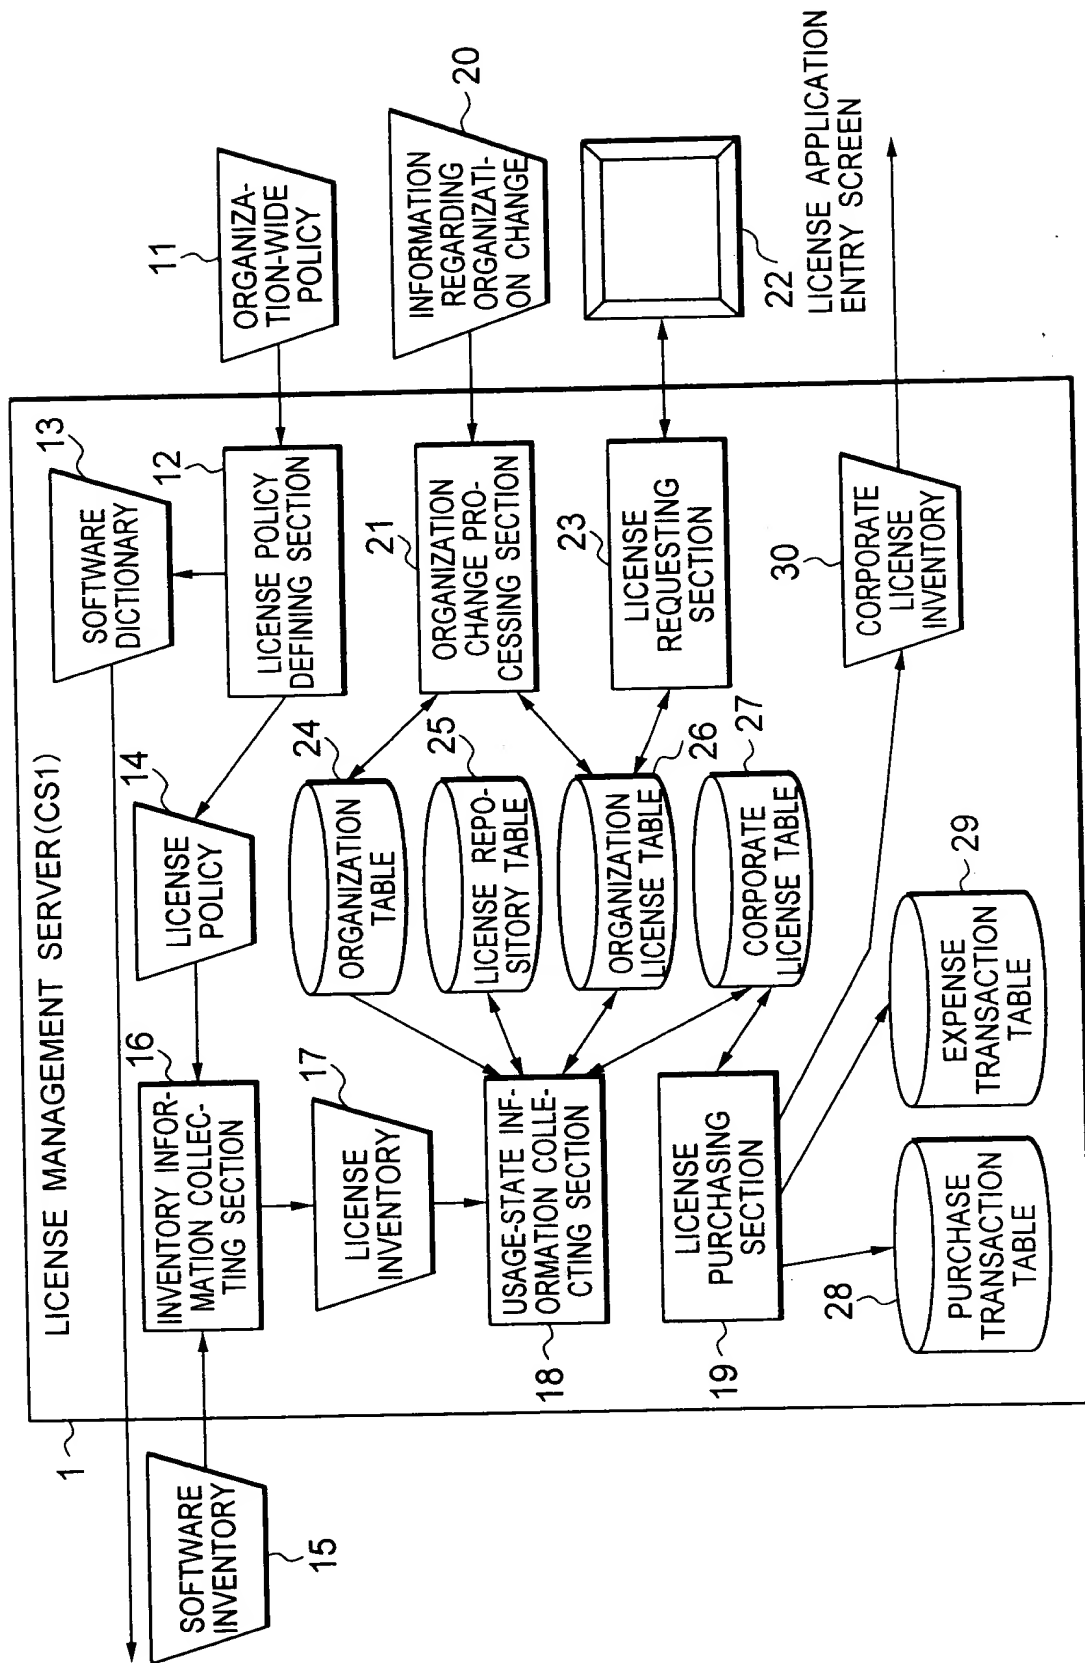 LICENSE MANAGEMENT SERVER(CS1)
1
SOFTWARE
INVENTORY
15
INVENTORY INFOR-
MATION COLLEC-
TING SECTION
16
LICENSE
POLICY
14
SOFTWARE
DICTIONARY
13
LICENSE POLICY
DEFINING SECTION
12
ORGANIZA-
TION-WIDE
POLICY
11
LICENSE
INVENTORY
17
ORGANIZATION
TABLE
24
ORGANIZATION
CHANGE PRO-
CESSING SECTION
21
INFORMATION
REGARDING
ORGANIZATI-
ON CHANGE
20
USAGE-STATE INF-
ORMATION COLLE-
CTING SECTION
18
LICENSE REPO-
SITORY TABLE
25
ORGANIZATION
LICENSE TABLE
26
LICENSE
REQUESTING
SECTION
23
22
LICENSE APPLICATION
ENTRY SCREEN
LICENSE
PURCHASING
SECTION
19
CORPORATE
LICENSE TABLE
27
CORPORATE
LICENSE
INVENTORY
30
PURCHASE
TRANSACTION
TABLE
28
EXPENSE
TRANSACTION
TABLE
29